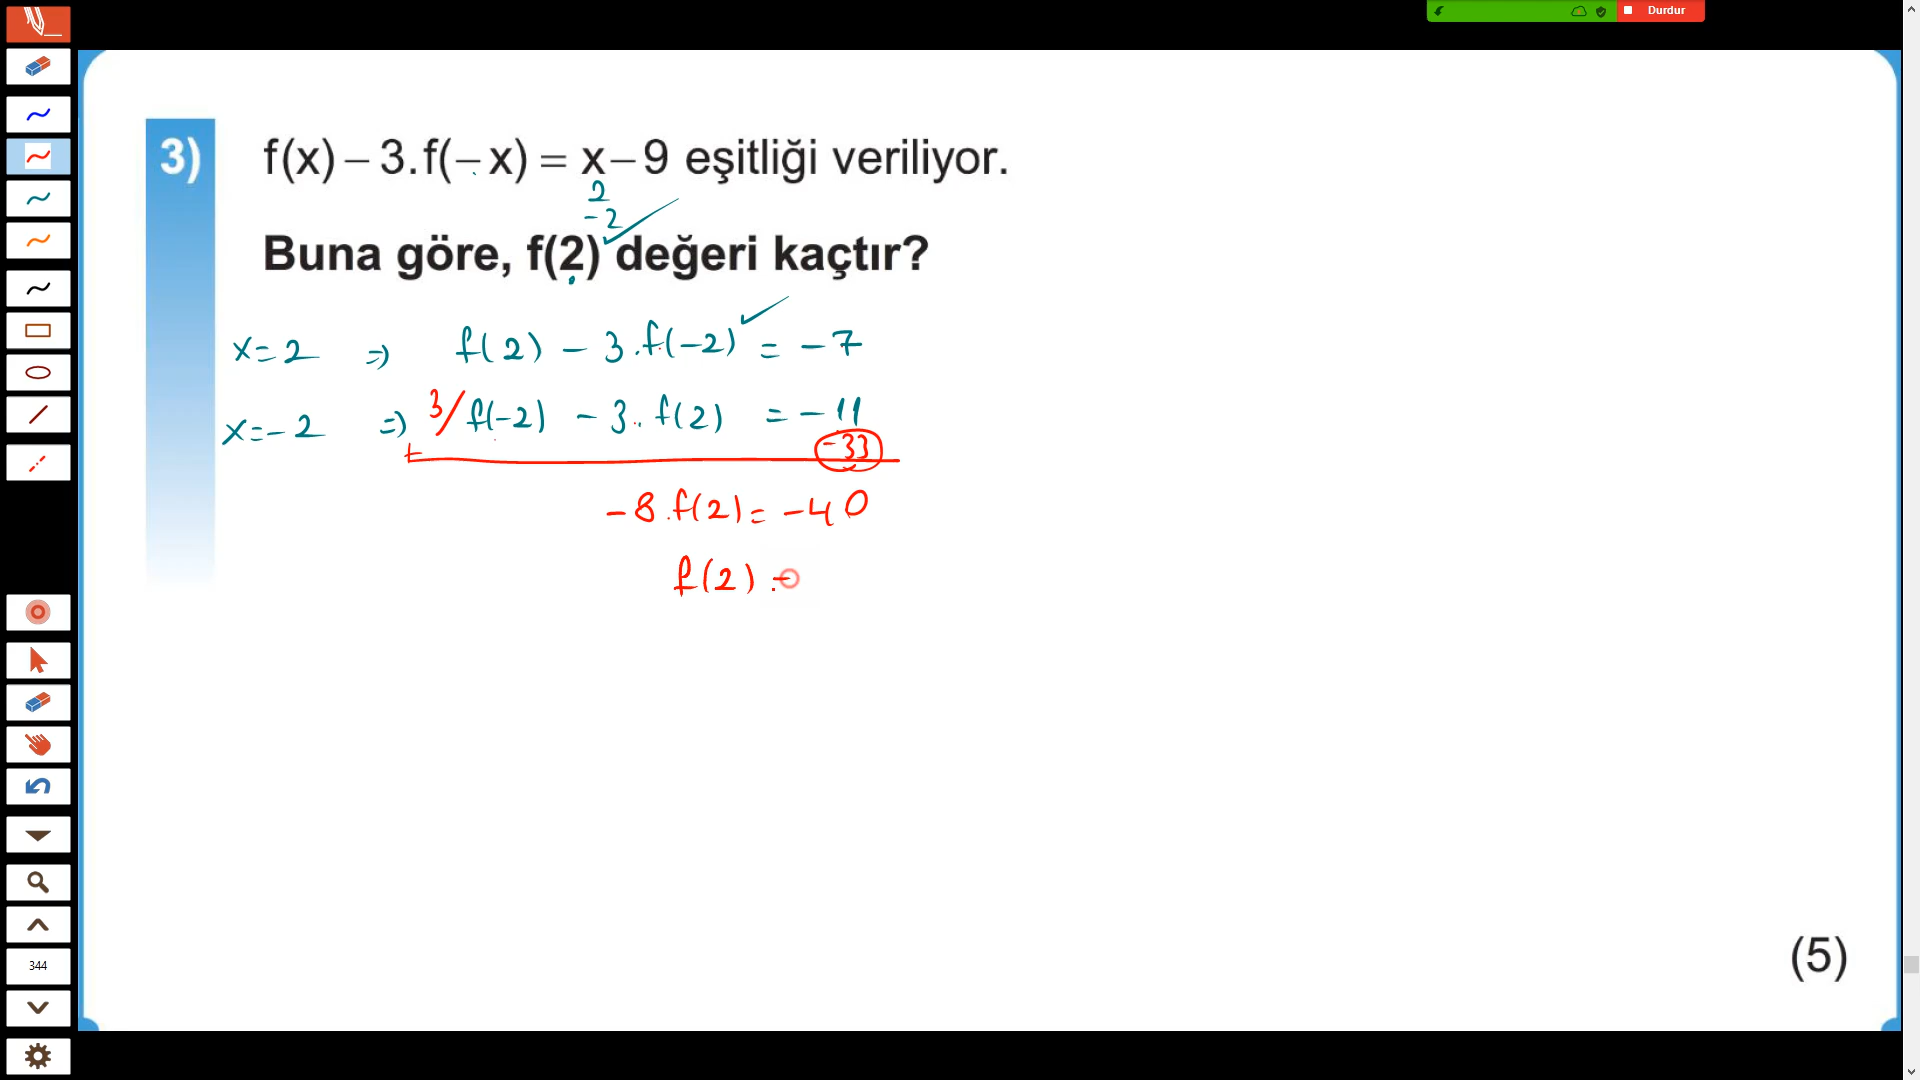 Durdur
3) f(x) – 3.f(– x) = x – 9 eşitliği veriliyor.
2
-2
Buna göre, f(2) değeri kaçtır?
x=2 ⇒ f(2) - 3.f(-2) = -7
x=-2 ⇒ 3/ f(-2) - 3.f(2) = -11
+ -33
-8.f(2) = -40
f(2) =
344
(5)